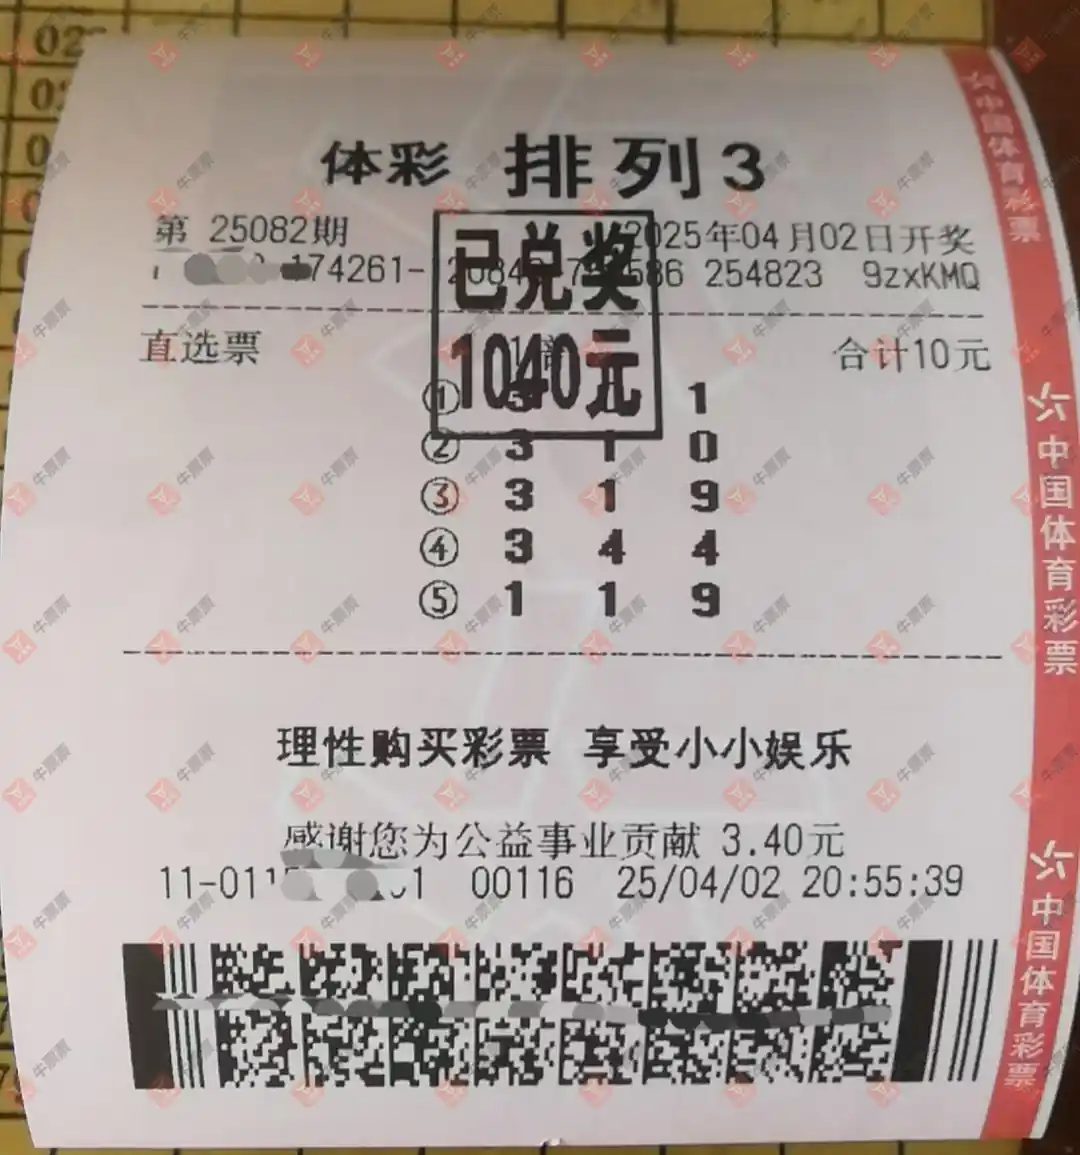 体彩 排列3
第 25082期 2025年04月02日开奖
174261- 254823 9zxKMQ
已兑奖
1040元
直选票 合计10元
① 1
② 3 1 0
③ 3 1 9
④ 3 4 4
⑤ 1 1 9
理性购买彩票 享受小小娱乐
感谢您为公益事业贡献 3.40元
11-011 1 00116 25/04/02 20:55:39
中国体育彩票
中国体育彩票
中国体育彩票
牛票票